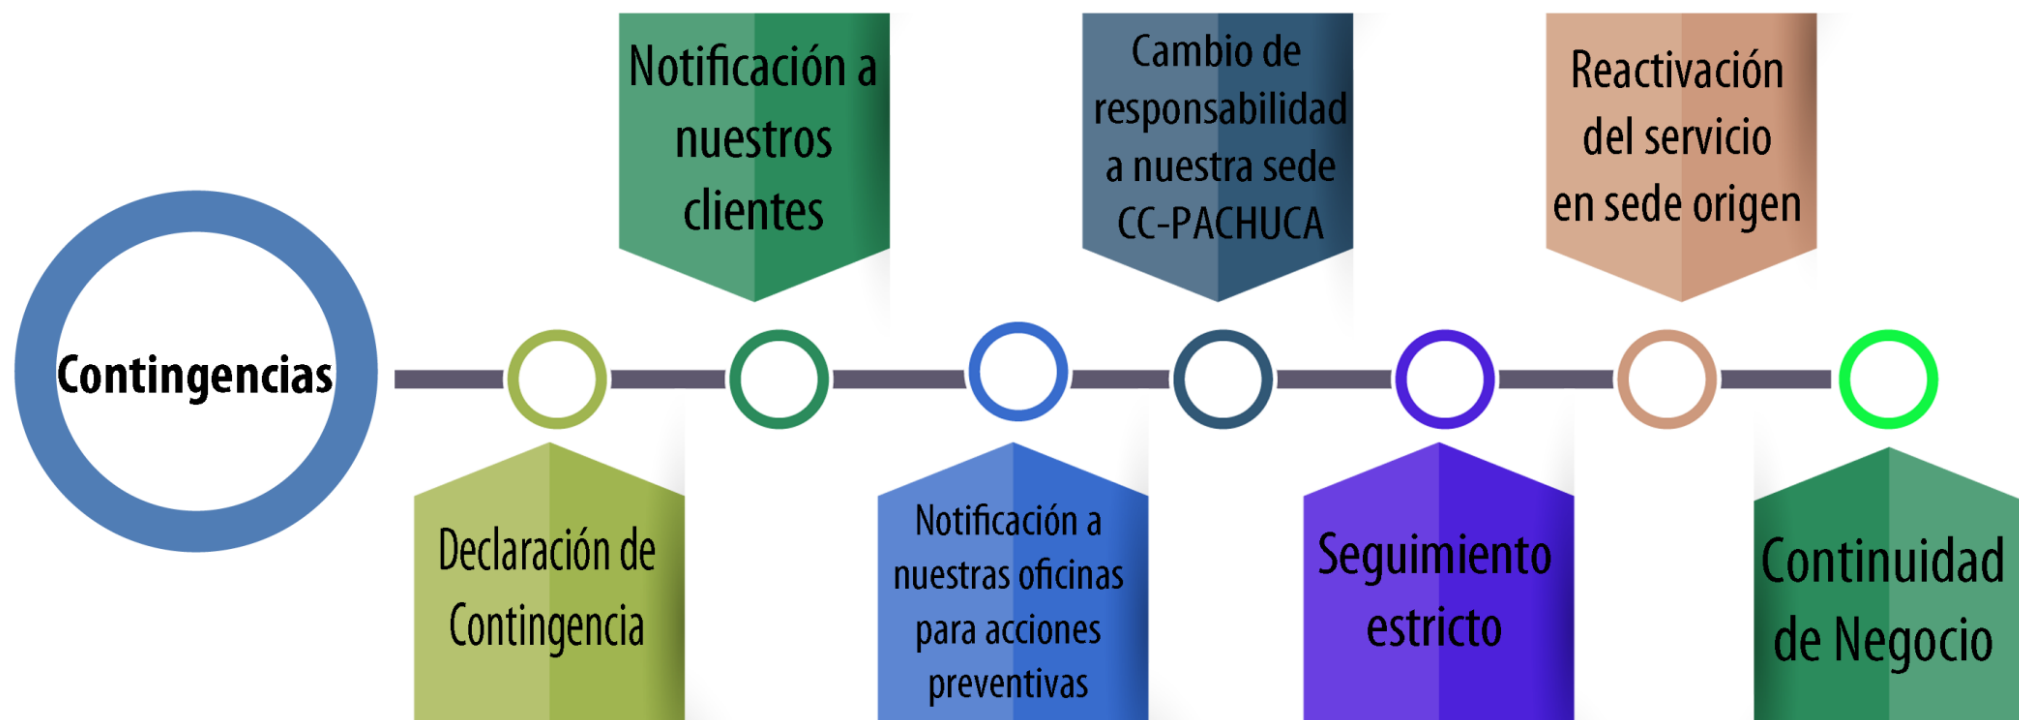 Contingencias
Declaración de
Contingencia
Notificación a
nuestros
clientes
Notificación a
nuestras oficinas
para acciones
preventivas
Cambio de
responsabilidad
a nuestra sede
CC-PACHUCA
Seguimiento
estricto
Reactivación
del servicio
en sede origen
Continuidad
de Negocio